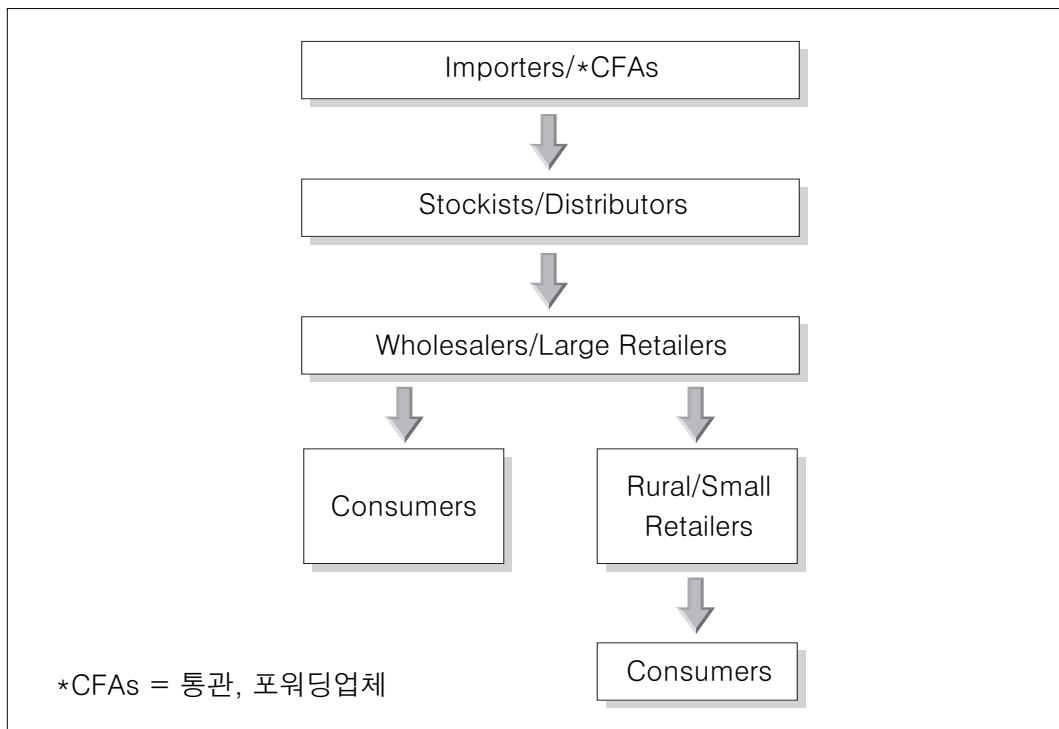 Importers/*CFAs
Stockists/Distributors
Wholesalers/Large Retailers
Consumers
Rural/Small
Retailers
Consumers
*CFAs = 통관, 포워딩업체